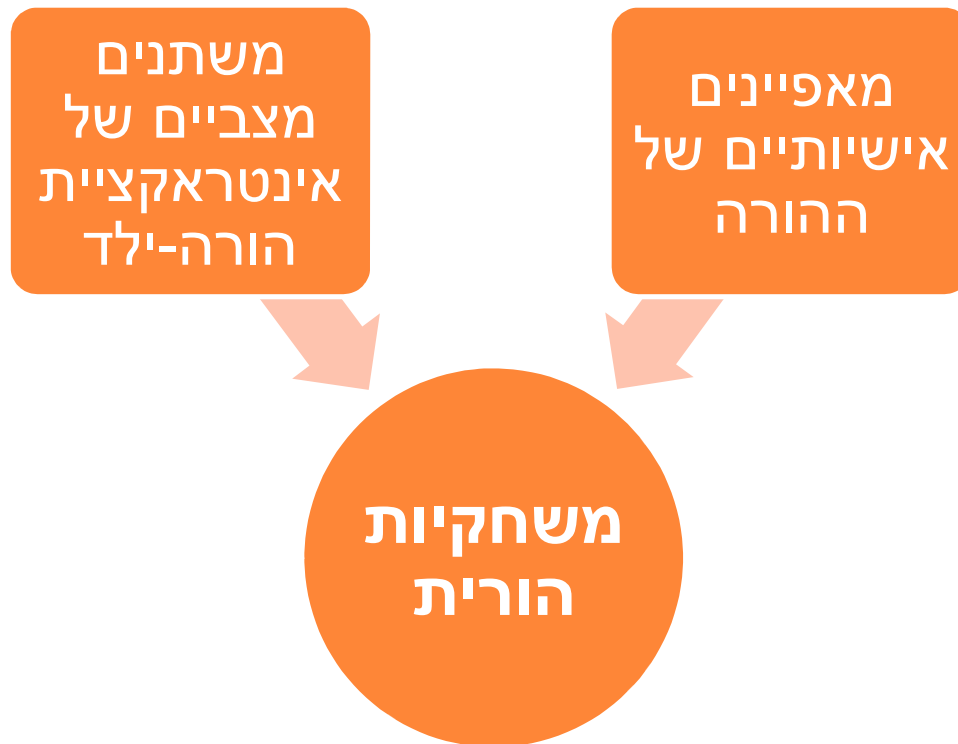 מאפיינים
אישיותיים של
ההורה
משתנים
מצביים של
אינטראקציית
הורה-ילד
משחקיות
הורית